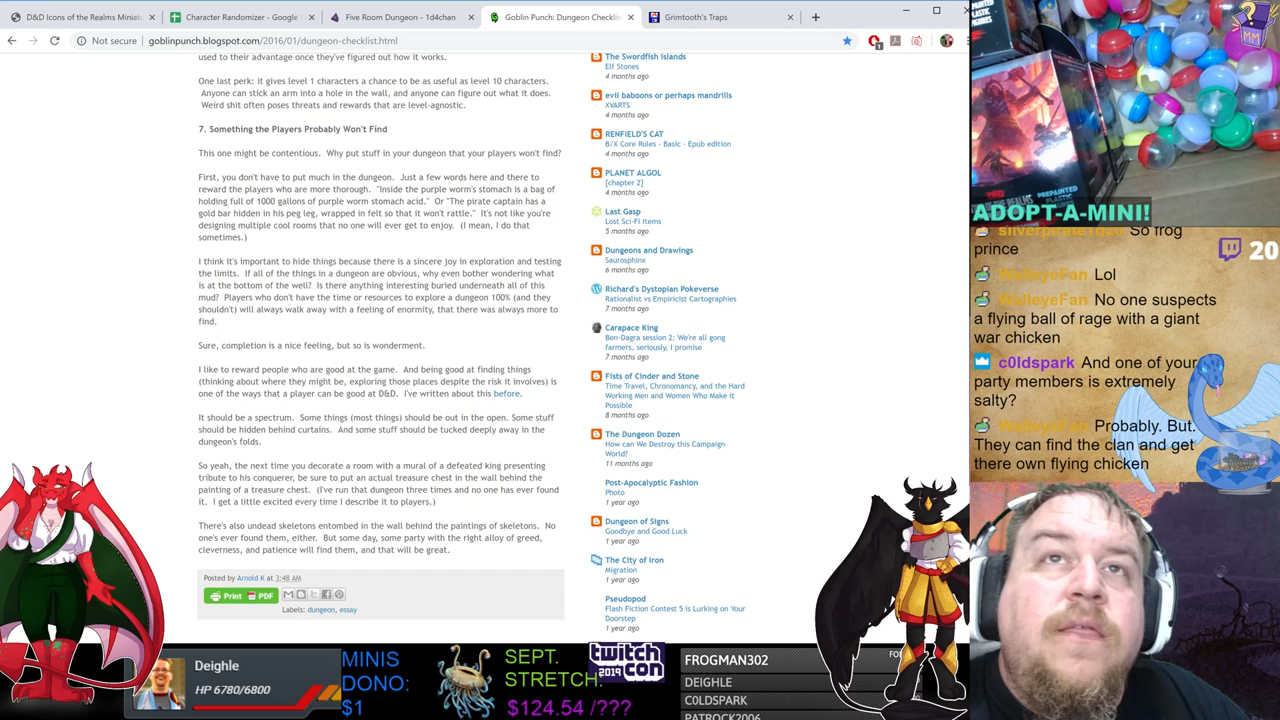 D&D Icons of the Realms Miniat
Character Randomizer - Google
Five Room Dungeon - 1d4chan
Goblin Punch: Dungeon Checklis
Grimtooth's Traps
Not secure
goblinpunch.blogspot.com/2016/01/dungeon-checklist.html
used to their advantage once they've figured out how it works.
One last perk: it gives level 1 characters a chance to be as useful as level 10 characters.
Anyone can stick an arm into a hole in the wall, and anyone can figure out what it does.
Weird shit often poses threats and rewards that are level-agnostic.
7. Something the Players Probably Won't Find
This one might be contentious. Why put stuff in your dungeon that your players won't find?
First, you don't have to put much in the dungeon. Just a few words here and there to
reward the players who are more thorough. "Inside the purple worm's stomach is a bag of
holding full of 1000 gallons of purple worm stomach acid." Or "The pirate captain has a
gold bar hidden in his peg leg, wrapped in felt so that it won't rattle." It's not like you're
designing multiple cool rooms that no one will ever get to enjoy. (I mean, I do that
sometimes.)
I think it's important to hide things because there is a sincere joy in exploration and testing
the limits. If all of the things in a dungeon are obvious, why even bother wondering what
is at the bottom of the well? Is there anything interesting buried underneath all of this
mud? Players who don't have the time or resources to explore a dungeon 100% (and they
shouldn't) will always walk away with a feeling of enormity, that there was always more to
find.
Sure, completion is a nice feeling, but so is wonderment.
I like to reward people who are good at the game. And being good at finding things
(thinking about where they might be, exploring those places despite the risk it involves) is
one of the ways that a player can be good at D&D. I've written about this before.
It should be a spectrum. Some things (most things) should be out in the open. Some stuff
should be hidden behind curtains. And some stuff should be tucked deeply away in the
dungeon's folds.
So yeah, the next time you decorate a room with a mural of a defeated king presenting
tribute to his conquerer, be sure to put an actual treasure chest in the wall behind the
painting of a treasure chest. (I've run that dungeon three times and no one has ever found
it. I get a little excited every time I describe it to players.)
There's also undead skeletons entombed in the wall behind the paintings of skeletons. No
one's ever found them, either. But some day, some party with the right alloy of greed,
cleverness, and patience will find them, and that will be great.
Posted by Arnold K at 3:48 AM
Print PDF
Labels: dungeon, essay
The Swordfish Islands
Elf Stones
4 months ago
evil baboons or perhaps mandrills
XVARTS
4 months ago
RENFIELD'S CAT
B/X Core Rules - Basic - Epub edition
4 months ago
PLANET ALGOL
[chapter 2]
4 months ago
Last Gasp
Lost Sci-Fi Items
5 months ago
Dungeons and Drawings
Saurosphinx
6 months ago
Richard's Dystopian Pokeverse
Rationalist vs Empiricist Cartographies
7 months ago
Carapace King
Ben-Dagra session 2: We're all gong
farmers, seriously, I promise
7 months ago
Fists of Cinder and Stone
Time Travel, Chronomancy, and the Hard
Working Men and Women Who Make it
Possible
8 months ago
The Dungeon Dozen
How can We Destroy this Campaign
World?
11 months ago
Post-Apocalyptic Fashion
Photo
1 year ago
Dungeon of Signs
Goodbye and Good Luck
1 year ago
The City of Iron
Migration
1 year ago
Pseudopod
Flash Fiction Contest 5 is Lurking on Your
Doorstep
1 year ago
MM
PREPAINTED
PLASTIC
ADOPT-A-MINI!
So frog
prince
20
WalleyeFan Lol
WalleyeFan No one suspects
a flying ball of rage with a giant
war chicken
c0ldspark And one of your
party members is extremely
salty?
WalleyeFan Probably. But.
They can find the clan and get
there own flying chicken
Deighle
HP 6780/6800
MINIS
DONO:
$1
SEPT.
STRETCH:
$124.54 /???
twitch
con
2019
FROGMAN302
FO
DEIGHLE
C0LDSPARK
PATROCK2006